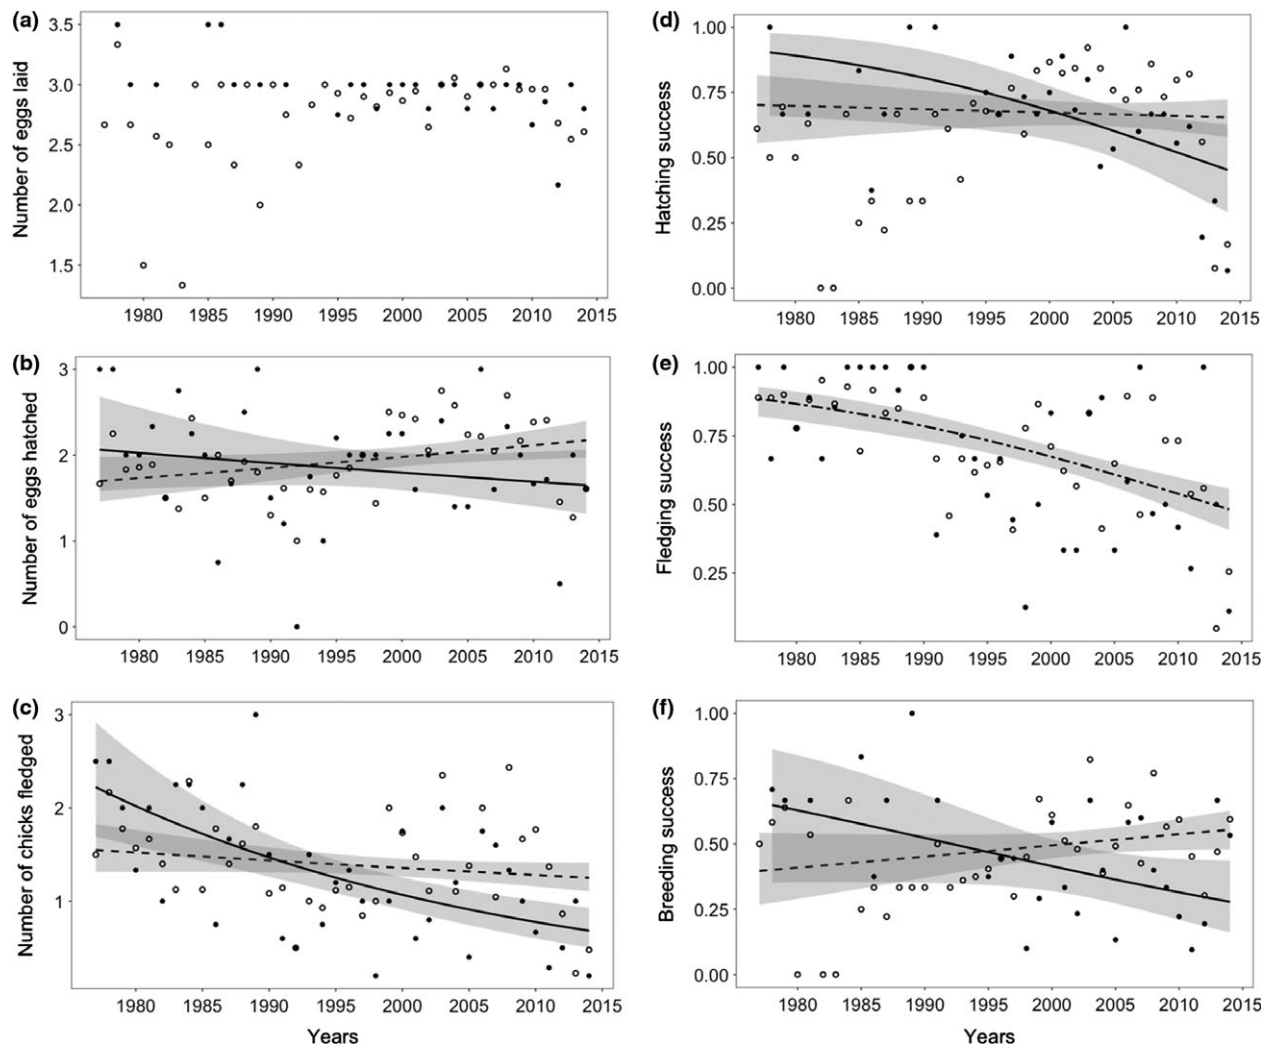 (a)
Number of eggs laid
3.5
3.0
2.5
2.0
1.5
1980 1985 1990 1995 2000 2005 2010 2015
(d)
Hatching success
1.00
0.75
0.50
0.25
0.00
1980 1985 1990 1995 2000 2005 2010 2015
(b)
Number of eggs hatched
3
2
1
0
1980 1985 1990 1995 2000 2005 2010 2015
(e)
Fledging success
1.00
0.75
0.50
0.25
1980 1985 1990 1995 2000 2005 2010 2015
(c)
Number of chicks fledged
3
2
1
1980 1985 1990 1995 2000 2005 2010 2015
Years
(f)
Breeding success
1.00
0.75
0.50
0.25
0.00
1980 1985 1990 1995 2000 2005 2010 2015
Years